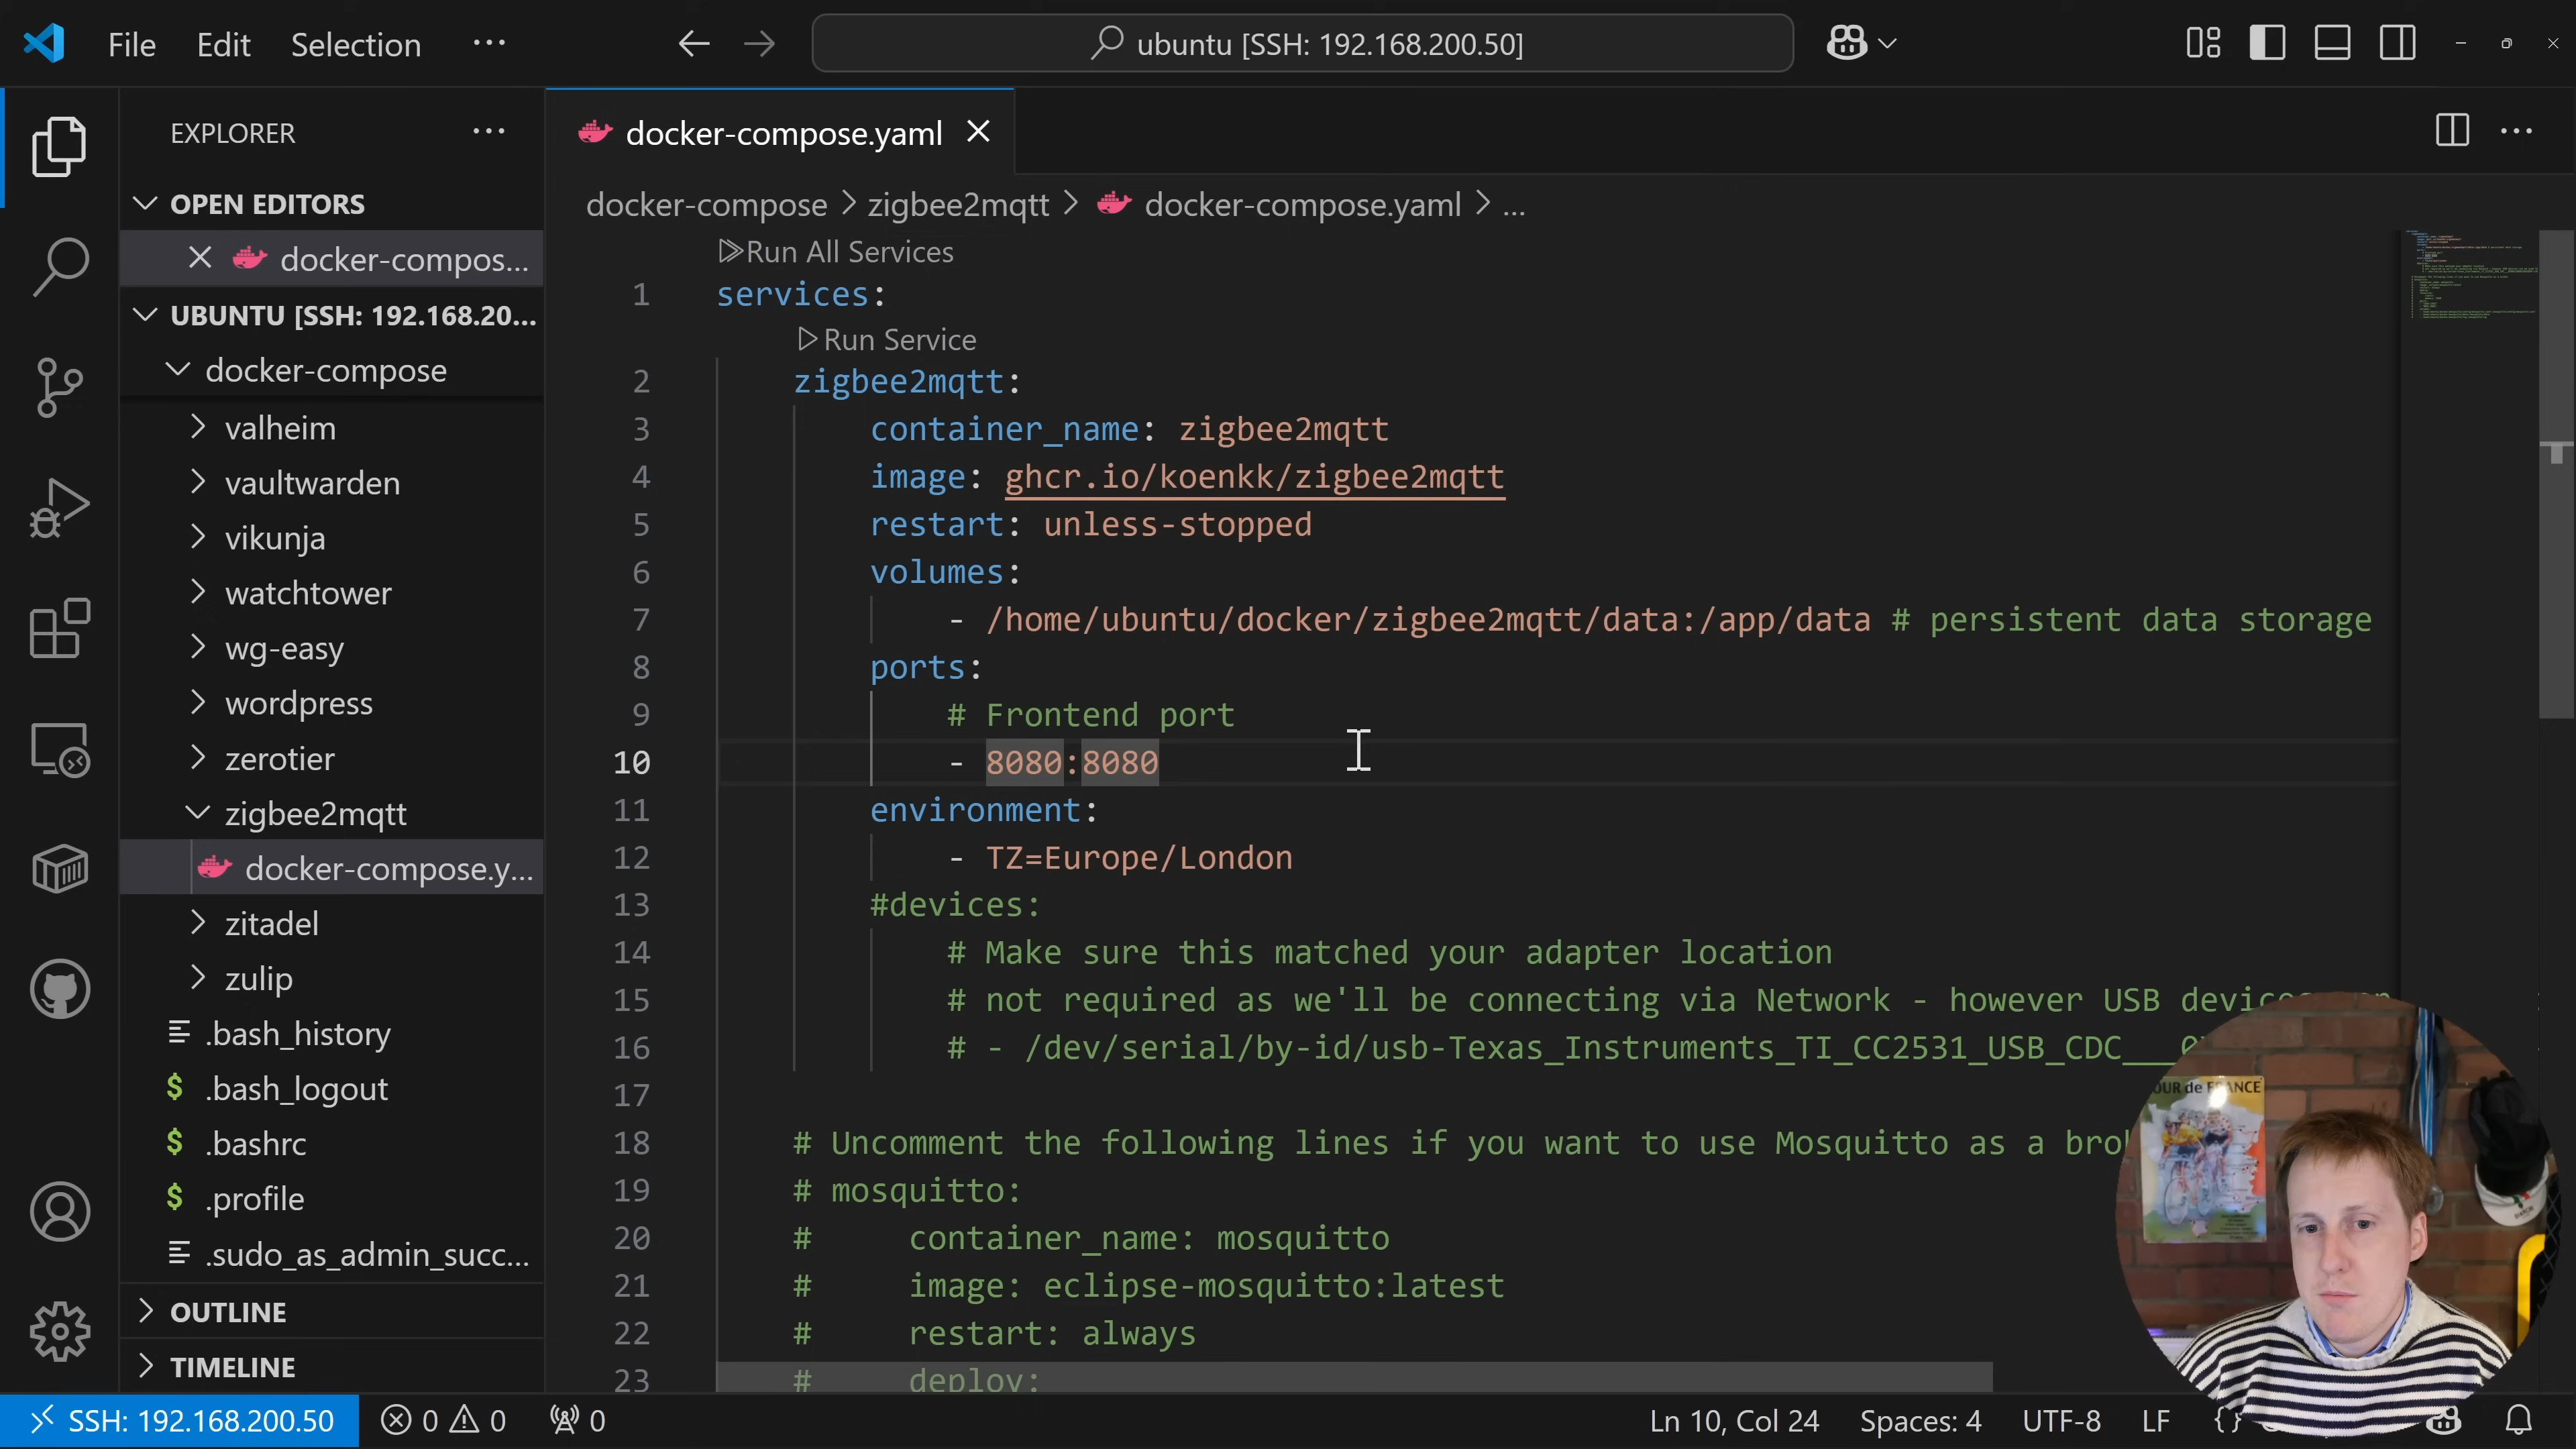 File Edit Selection ···
ubuntu [SSH: 192.168.200.50]
EXPLORER
OPEN EDITORS
docker-compos...
UBUNTU [SSH: 192.168.20...
docker-compose
valheim
vaultwarden
vikunja
watchtower
wg-easy
wordpress
zerotier
zigbee2mqtt
docker-compose.y...
zitadel
zulip
.bash_history
.bash_logout
.bashrc
.profile
.sudo_as_admin_succ...
OUTLINE
TIMELINE
docker-compose.yaml
docker-compose > zigbee2mqtt > docker-compose.yaml > ...
Run All Services
1 services:
Run Service
2 zigbee2mqtt:
3 container_name: zigbee2mqtt
4 image: ghcr.io/koenkk/zigbee2mqtt
5 restart: unless-stopped
6 volumes:
7 - /home/ubuntu/docker/zigbee2mqtt/data:/app/data # persistent data storage
8 ports:
9 # Frontend port
10 - 8080:8080
11 environment:
12 - TZ=Europe/London
13 #devices:
14 # Make sure this matched your adapter location
15 # not required as we'll be connecting via Network - however USB devices
16 # - /dev/serial/by-id/usb-Texas_Instruments_TI_CC2531_USB_CDC___0
17
18 # Uncomment the following lines if you want to use Mosquitto as a bro
19 # mosquitto:
20 # container_name: mosquitto
21 # image: eclipse-mosquitto:latest
22 # restart: always
23 # deploy:
OUR de FRANCE
SSH: 192.168.200.50 0 0 0
Ln 10, Col 24 Spaces: 4 UTF-8 LF {}